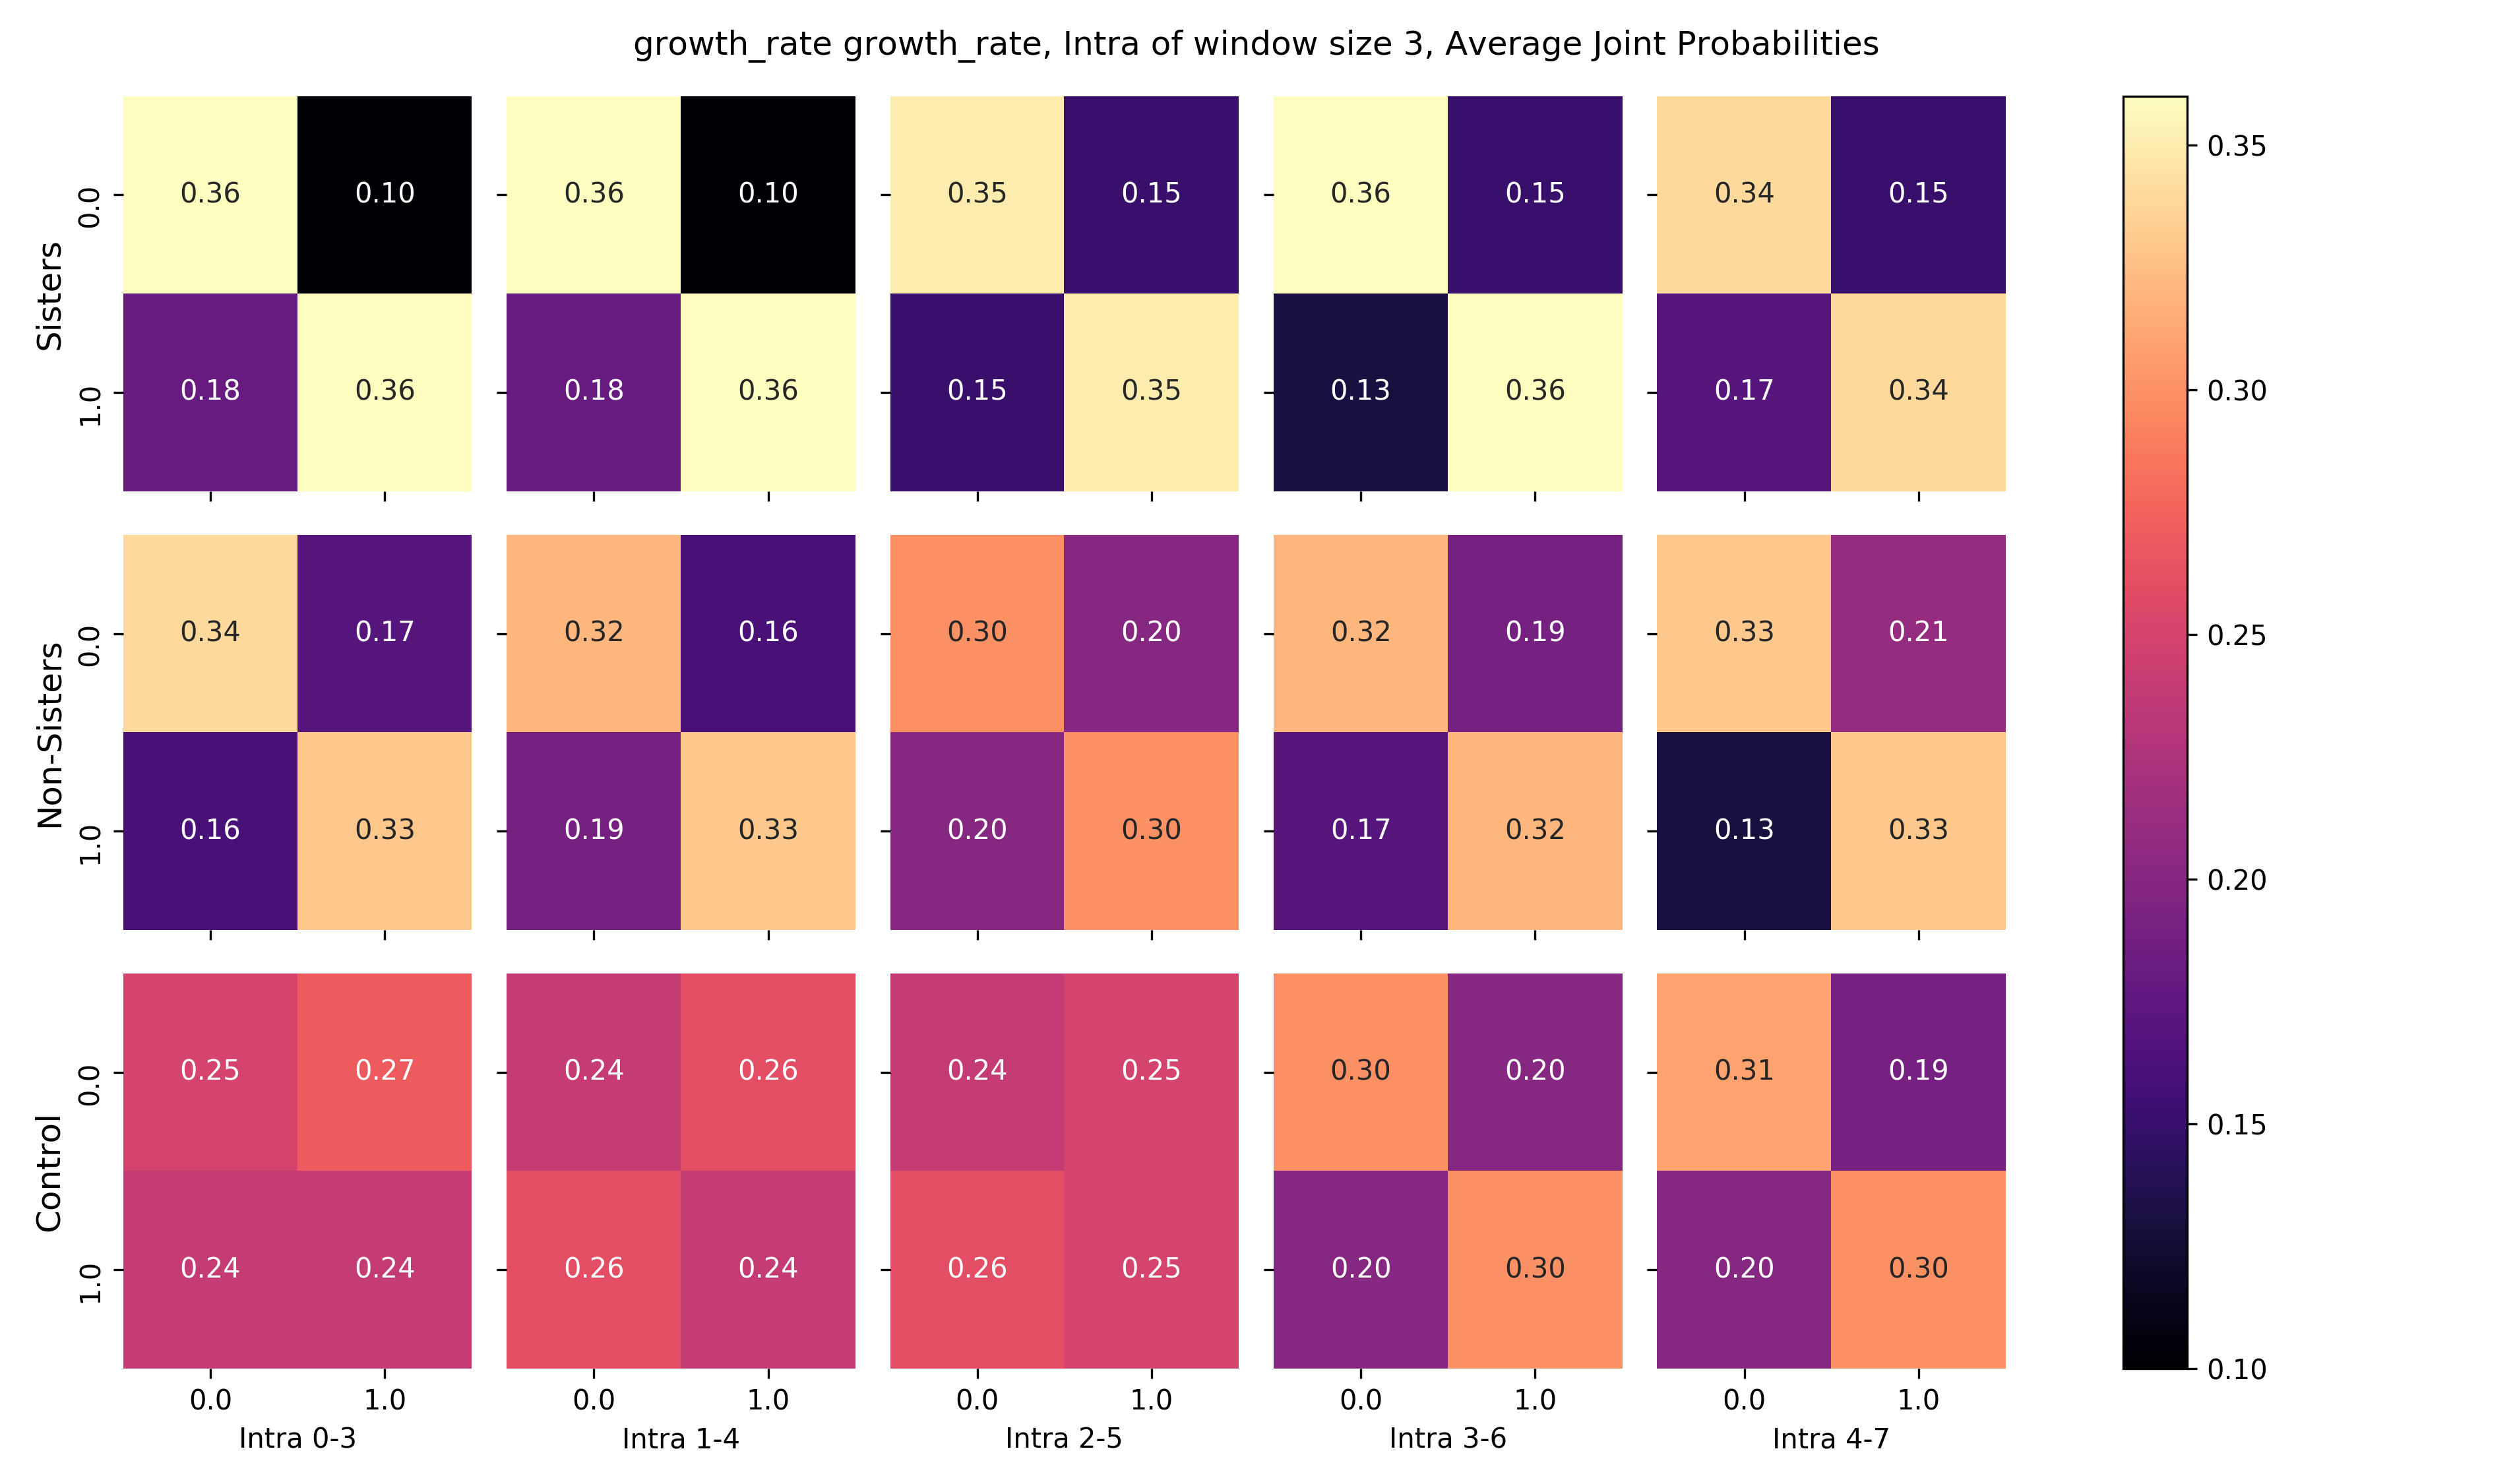 growth_rate growth_rate, Intra of window size 3, Average Joint Probabilities
Sisters
0.0
0.36 0.10 0.36 0.10 0.35 0.15 0.36 0.15 0.34 0.15
1.0
0.18 0.36 0.18 0.36 0.15 0.35 0.13 0.36 0.17 0.34
Non-Sisters
0.0
0.34 0.17 0.32 0.16 0.30 0.20 0.32 0.19 0.33 0.21
1.0
0.16 0.33 0.19 0.33 0.20 0.30 0.17 0.32 0.13 0.33
Control
0.0
0.25 0.27 0.24 0.26 0.24 0.25 0.30 0.20 0.31 0.19
1.0
0.24 0.24 0.26 0.24 0.26 0.25 0.20 0.30 0.20 0.30
0.0 1.0 0.0 1.0 0.0 1.0 0.0 1.0 0.0 1.0
Intra 0-3 Intra 1-4 Intra 2-5 Intra 3-6 Intra 4-7
0.35
0.30
0.25
0.20
0.15
0.10